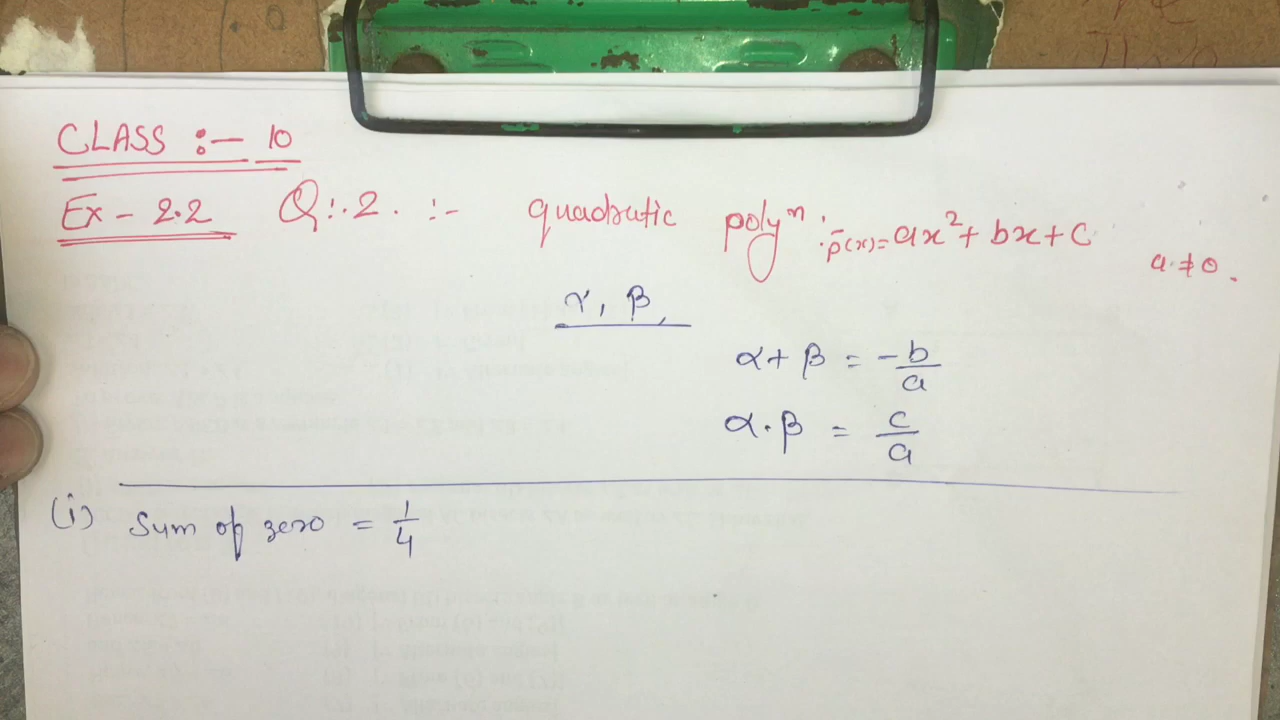 CLASS :- 10
Ex - 2.2 Q:.2. :- quadratic polyⁿ: p(x)= ax²+ bx + c a ≠ 0.
α, β,
α + β = -b/a
α . β = c/a
(i) Sum of zero = 1/4